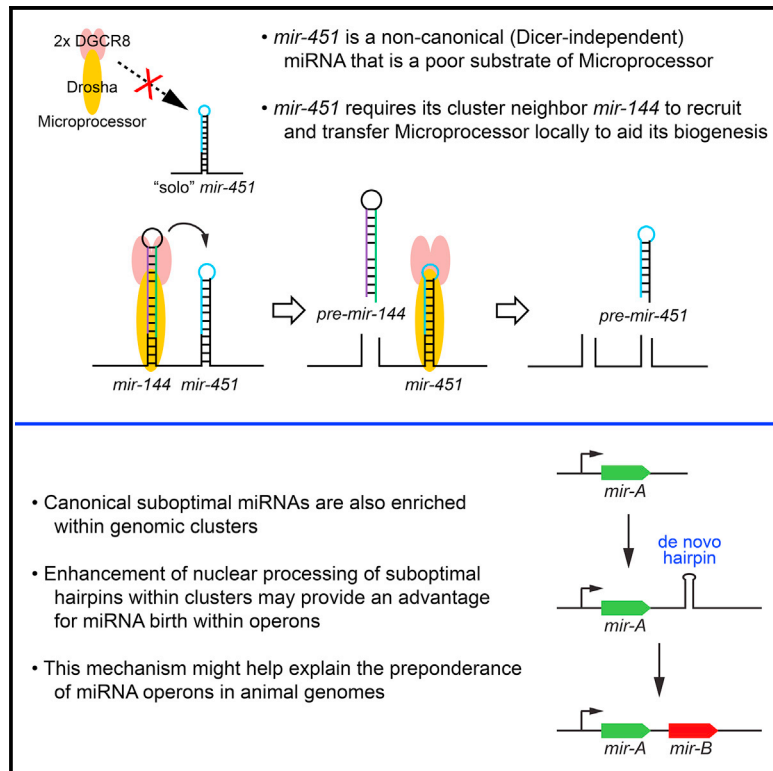 2x DGCR8
Drosha
Microprocessor
"solo" mir-451
• mir-451 is a non-canonical (Dicer-independent)
miRNA that is a poor substrate of Microprocessor
• mir-451 requires its cluster neighbor mir-144 to recruit
and transfer Microprocessor locally to aid its biogenesis
mir-144 mir-451
pre-mir-144
mir-451
pre-mir-451
• Canonical suboptimal miRNAs are also enriched
within genomic clusters
• Enhancement of nuclear processing of suboptimal
hairpins within clusters may provide an advantage
for miRNA birth within operons
• This mechanism might help explain the preponderance
of miRNA operons in animal genomes
mir-A
de novo
hairpin
mir-A
mir-A mir-B